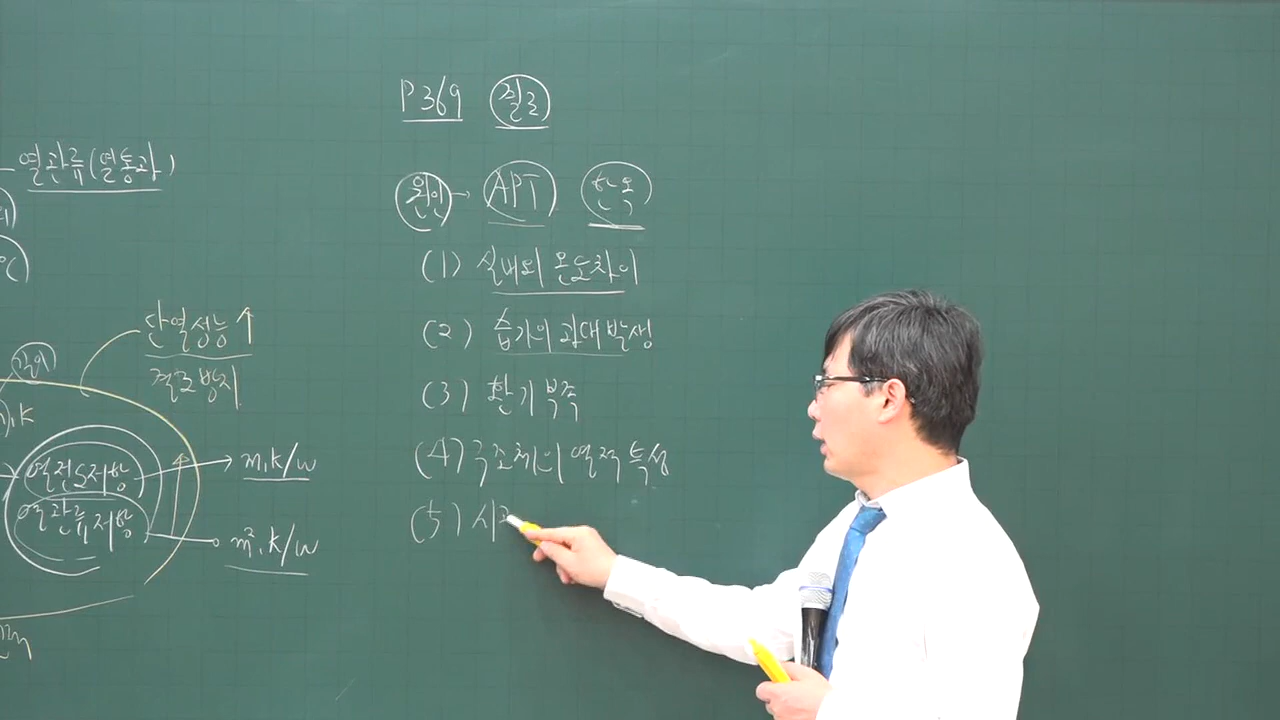 열관류(열통과)
℃)
단열성능↑
결로방지
길이
),k
열전도저항 → m,k/w
열관류저항 m²,k/w
P369 결로
원인 → APT 한옥
(1) 실내외 온도차이
(2) 습기의 과대발생
(3) 환기부족
(4) 구조체의 열적 특성
(5) 시